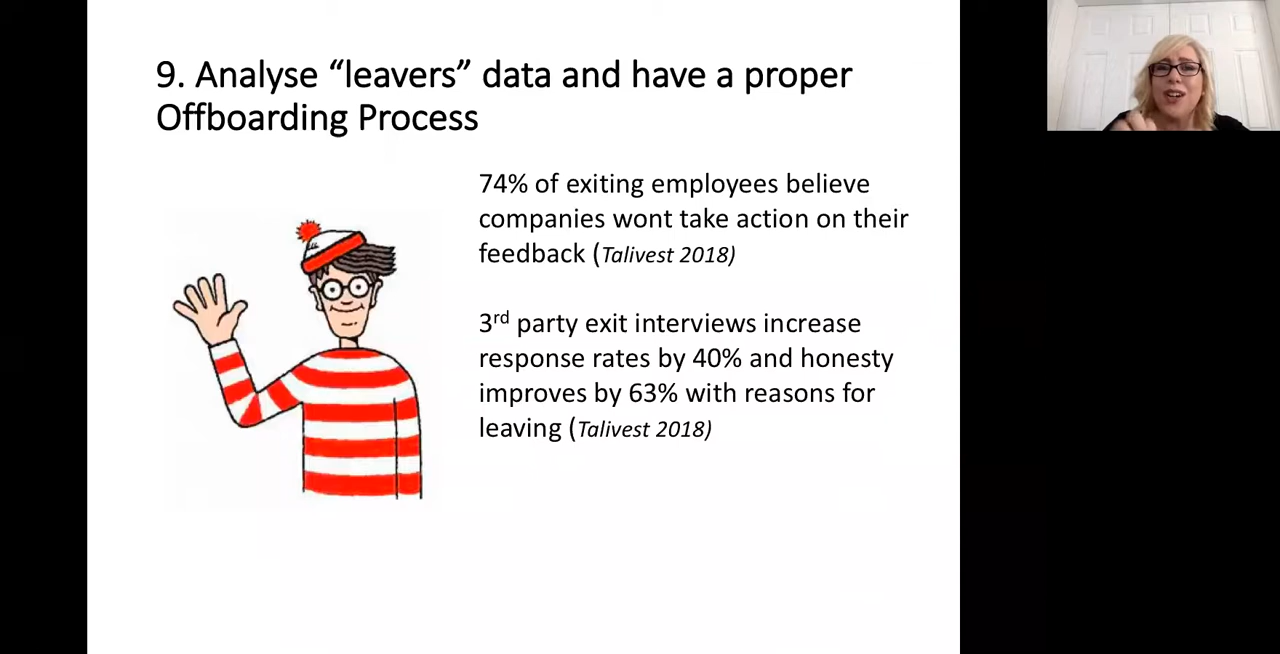 9. Analyse “leavers” data and have a proper
Offboarding Process
74% of exiting employees believe
companies wont take action on their
feedback (Talivest 2018)
3rd party exit interviews increase
response rates by 40% and honesty
improves by 63% with reasons for
leaving (Talivest 2018)